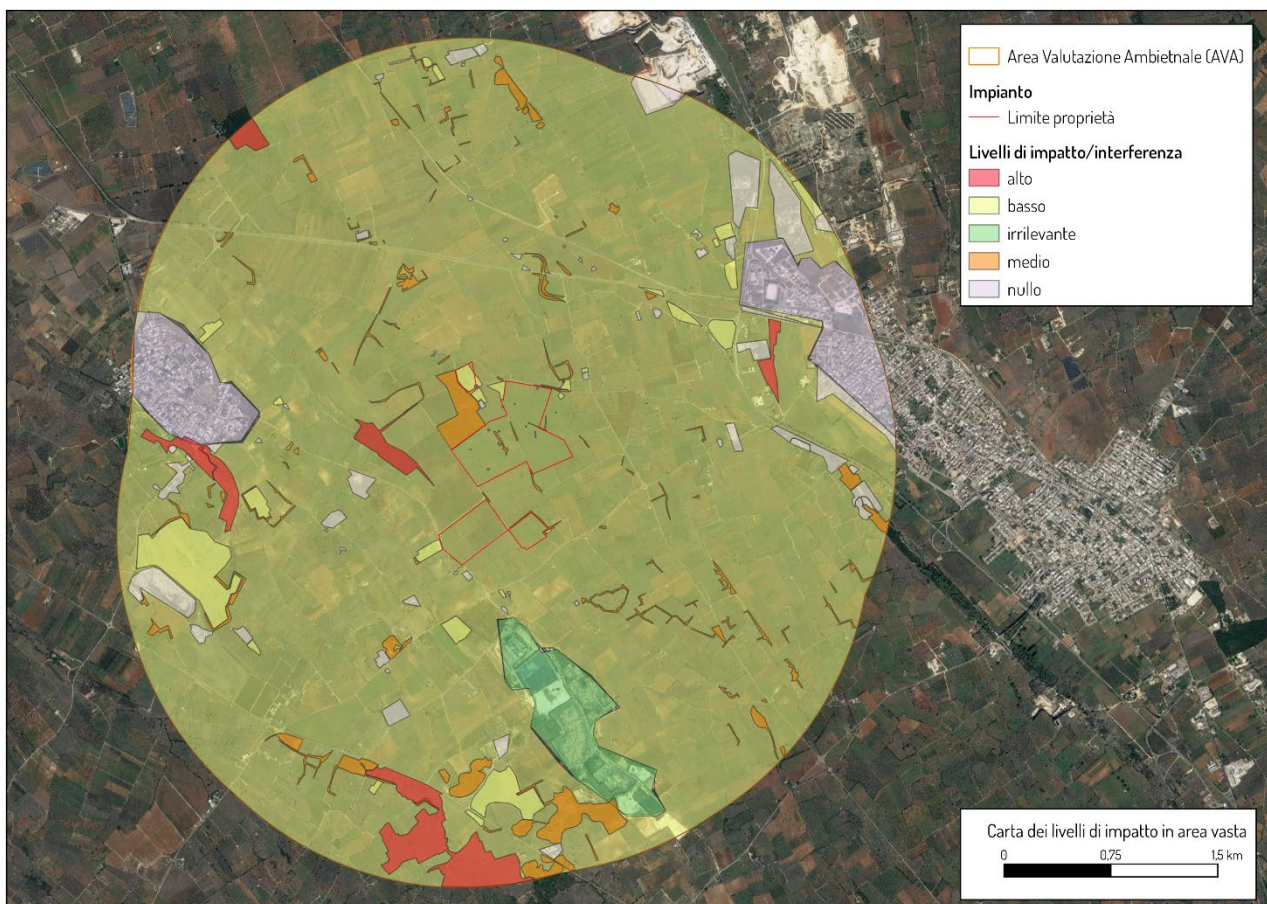 Area Valutazione Ambietnale (AVA)
Impianto
Limite proprietà
Livelli di impatto/interferenza
alto
basso
irrilevante
medio
nullo
Carta dei livelli di impatto in area vasta
0 0,75 1,5 km